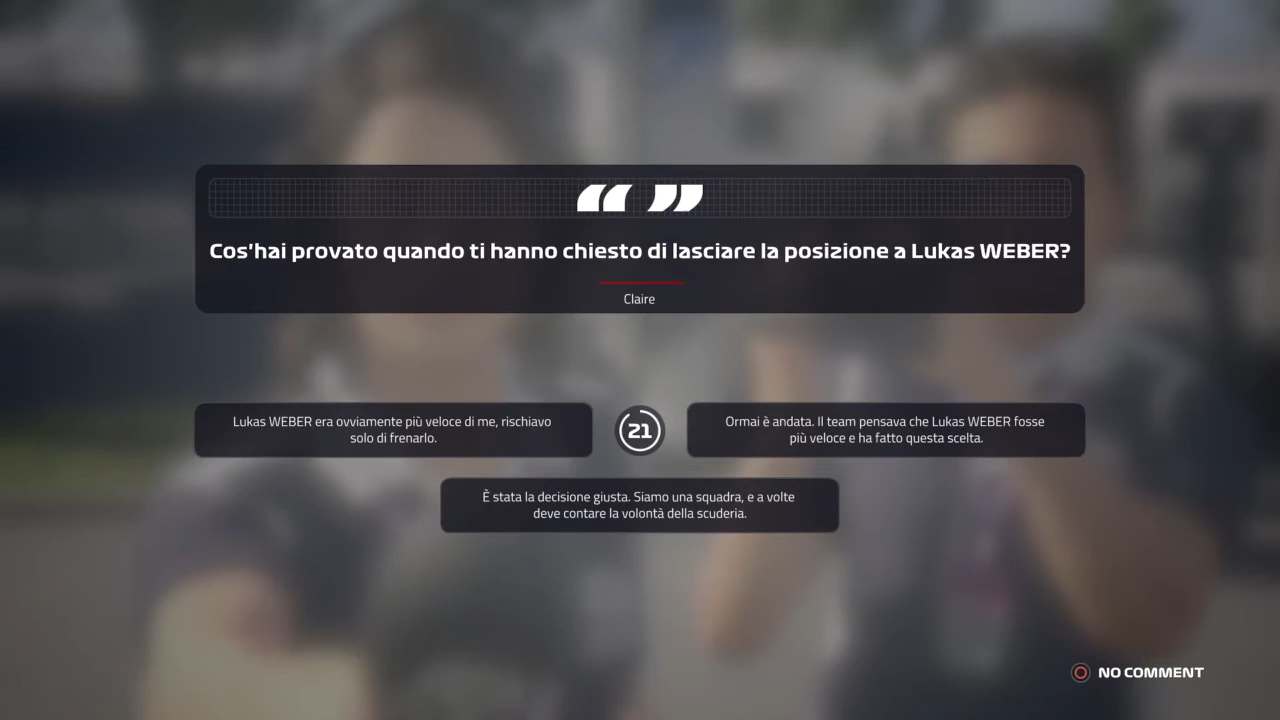 “ ”
Cos'hai provato quando ti hanno chiesto di lasciare la posizione a Lukas WEBER?
Claire
Lukas WEBER era ovviamente più veloce di me, rischiavo
solo di frenarlo.
21
Ormai è andata. Il team pensava che Lukas WEBER fosse
più veloce e ha fatto questa scelta.
È stata la decisione giusta. Siamo una squadra, e a volte
deve contare la volontà della scuderia.
NO COMMENT